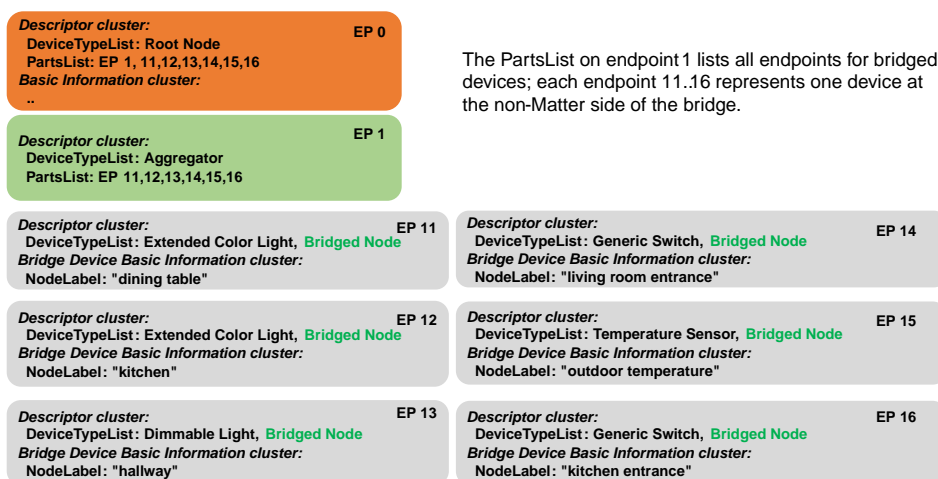 Descriptor cluster:
EP 0
DeviceTypeList: Root Node
PartsList: EP 1, 11,12,13,14,15,16
Basic Information cluster:
..
The PartsList on endpoint 1 lists all endpoints for bridged
devices; each endpoint 11..16 represents one device at
the non-Matter side of the bridge.
Descriptor cluster:
EP 1
DeviceTypeList: Aggregator
PartsList: EP 11,12,13,14,15,16
Descriptor cluster:
EP 11
DeviceTypeList: Extended Color Light, Bridged Node
Bridge Device Basic Information cluster:
NodeLabel: "dining table"
Descriptor cluster:
EP 12
DeviceTypeList: Extended Color Light, Bridged Node
Bridge Device Basic Information cluster:
NodeLabel: "kitchen"
Descriptor cluster:
EP 13
DeviceTypeList: Dimmable Light, Bridged Node
Bridge Device Basic Information cluster:
NodeLabel: "hallway"
Descriptor cluster:
EP 14
DeviceTypeList: Generic Switch, Bridged Node
Bridge Device Basic Information cluster:
NodeLabel: "living room entrance"
Descriptor cluster:
EP 15
DeviceTypeList: Temperature Sensor, Bridged Node
Bridge Device Basic Information cluster:
NodeLabel: "outdoor temperature"
Descriptor cluster:
EP 16
DeviceTypeList: Generic Switch, Bridged Node
Bridge Device Basic Information cluster:
NodeLabel: "kitchen entrance"